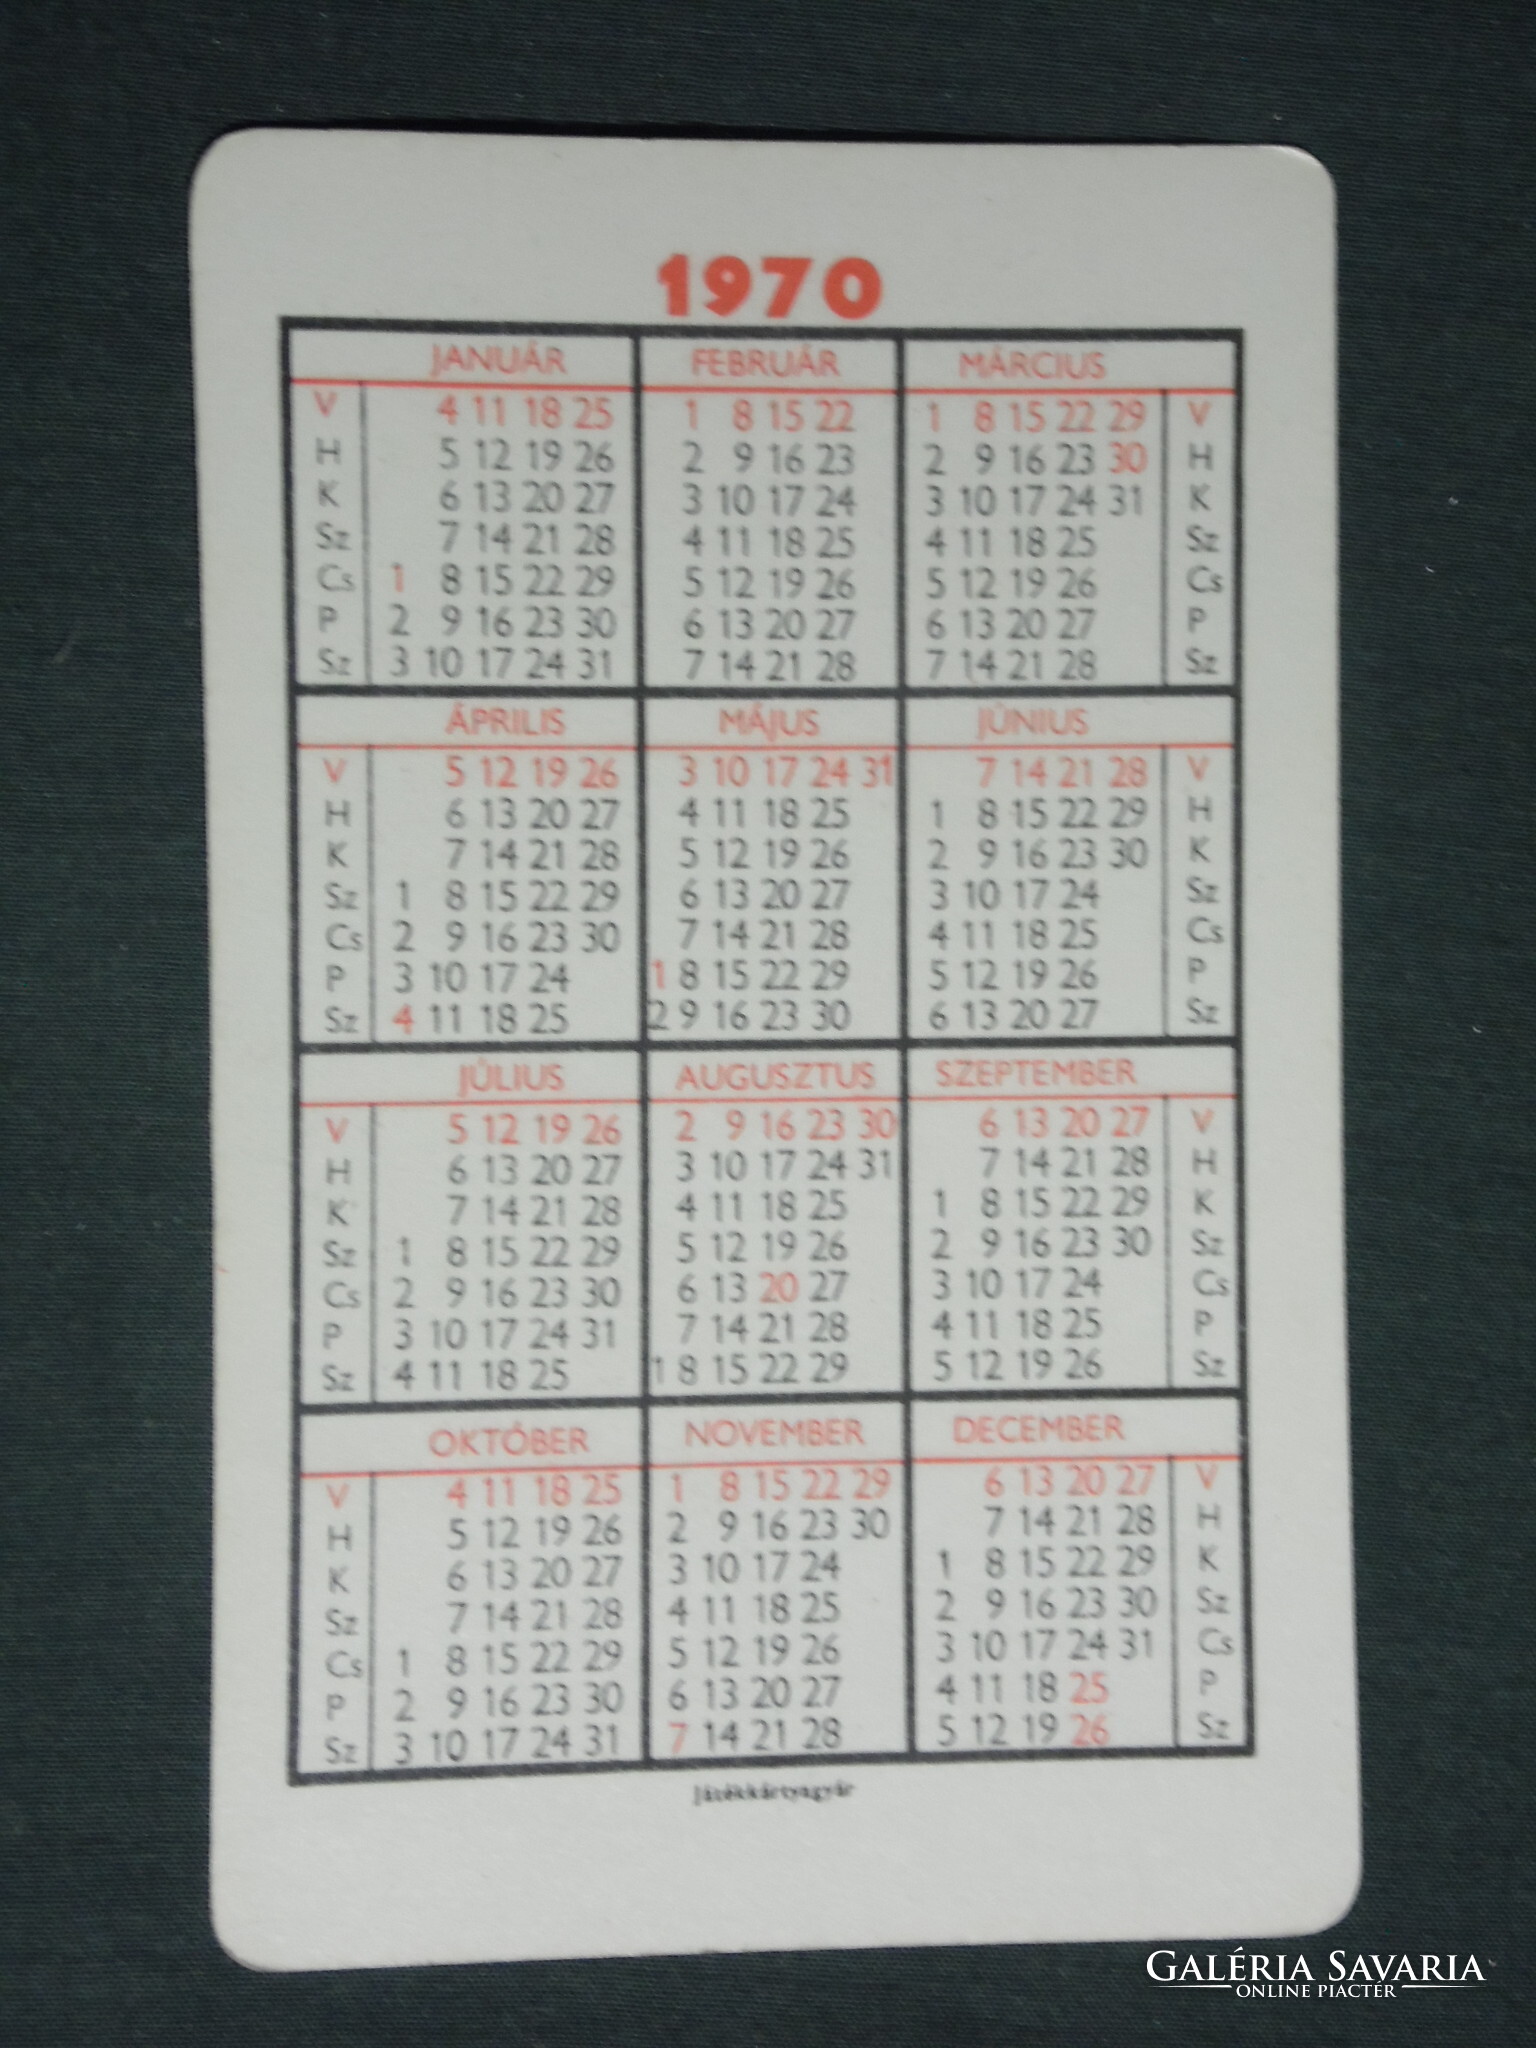 1970
JANUÁR FEBRUÁR MÁRCIUS
V 4 11 18 25 1 8 15 22 1 8 15 22 29 V
H 5 12 19 26 2 9 16 23 2 9 16 23 30 H
K 6 13 20 27 3 10 17 24 3 10 17 24 31 K
Sz 7 14 21 28 4 11 18 25 4 11 18 25 Sz
Cs 1 8 15 22 29 5 12 19 26 5 12 19 26 Cs
P 2 9 16 23 30 6 13 20 27 6 13 20 27 P
Sz 3 10 17 24 31 7 14 21 28 7 14 21 28 Sz
ÁPRILIS MÁJUS JÚNIUS
V 5 12 19 26 3 10 17 24 31 7 14 21 28 V
H 6 13 20 27 4 11 18 25 1 8 15 22 29 H
K 7 14 21 28 5 12 19 26 2 9 16 23 30 K
Sz 1 8 15 22 29 6 13 20 27 3 10 17 24 Sz
Cs 2 9 16 23 30 7 14 21 28 4 11 18 25 Cs
P 3 10 17 24 1 8 15 22 29 5 12 19 26 P
Sz 4 11 18 25 2 9 16 23 30 6 13 20 27 Sz
JÚLIUS AUGUSZTUS SZEPTEMBER
V 5 12 19 26 2 9 16 23 30 6 13 20 27 V
H 6 13 20 27 3 10 17 24 31 7 14 21 28 H
K 7 14 21 28 4 11 18 25 1 8 15 22 29 K
Sz 1 8 15 22 29 5 12 19 26 2 9 16 23 30 Sz
Cs 2 9 16 23 30 6 13 20 27 3 10 17 24 Cs
P 3 10 17 24 31 7 14 21 28 4 11 18 25 P
Sz 4 11 18 25 1 8 15 22 29 5 12 19 26 Sz
OKTÓBER NOVEMBER DECEMBER
V 4 11 18 25 1 8 15 22 29 6 13 20 27 V
H 5 12 19 26 2 9 16 23 30 7 14 21 28 H
K 6 13 20 27 3 10 17 24 1 8 15 22 29 K
Sz 7 14 21 28 4 11 18 25 2 9 16 23 30 Sz
Cs 1 8 15 22 29 5 12 19 26 3 10 17 24 31 Cs
P 2 9 16 23 30 6 13 20 27 4 11 18 25 P
Sz 3 10 17 24 31 7 14 21 28 5 12 19 26 Sz
Játékkártyagyár
GALÉRIA SAVARIA
ONLINE PIACTÉR